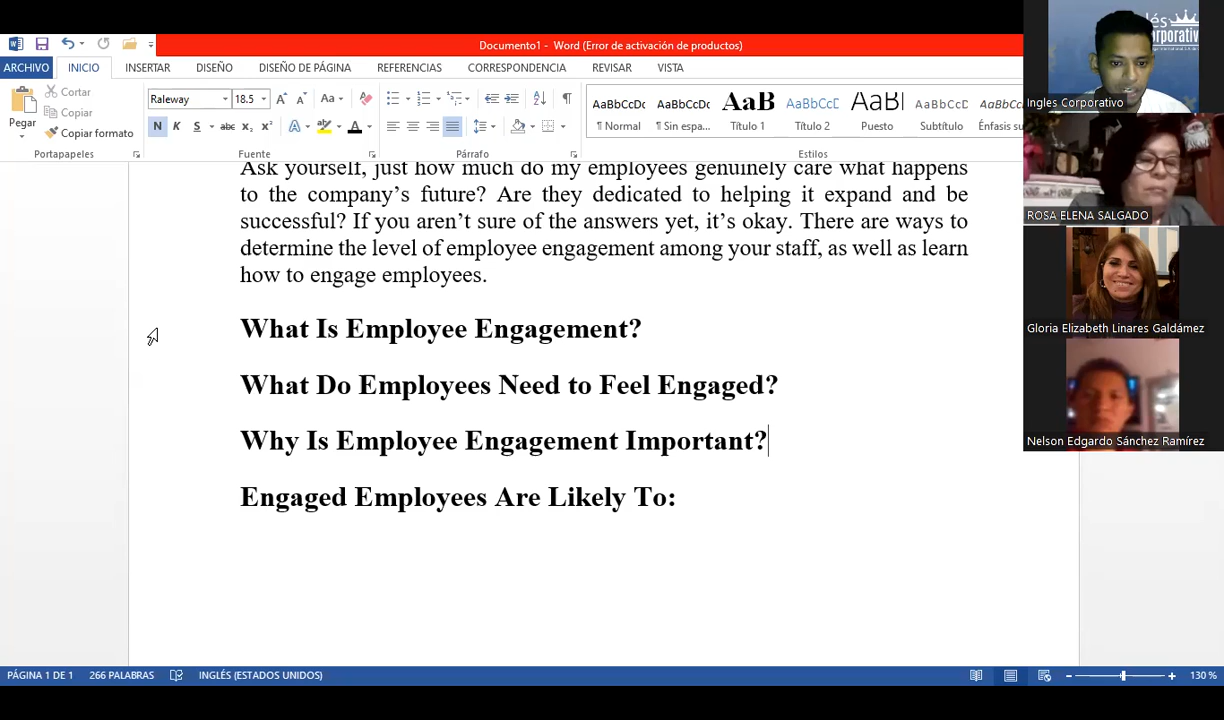 Documento1 - Word (Error de activación de productos)
ARCHIVO INICIO INSERTAR DISEÑO DISEÑO DE PÁGINA REFERENCIAS CORRESPONDENCIA REVISAR VISTA
Pegar
Cortar
Copiar
Copiar formato
Portapapeles
Raleway 18.5
Fuente
Párrafo
AaBbCcDc AaBbCcDc AaB AaBbCcD AaBl AaBbCcD
¶ Normal ¶ Sin espa... Título 1 Título 2 Puesto Subtítulo Énfasis su
Estilos
Ask yourself, just how much do my employees genuinely care what happens
to the company's future? Are they dedicated to helping it expand and be
successful? If you aren't sure of the answers yet, it's okay. There are ways to
determine the level of employee engagement among your staff, as well as learn
how to engage employees.
What Is Employee Engagement?
What Do Employees Need to Feel Engaged?
Why Is Employee Engagement Important?
Engaged Employees Are Likely To:
Ingles Corporativo
ROSA ELENA SALGADO
Gloria Elizabeth Linares Galdámez
Nelson Edgardo Sánchez Ramírez
PÁGINA 1 DE 1 266 PALABRAS INGLÉS (ESTADOS UNIDOS) 130 %